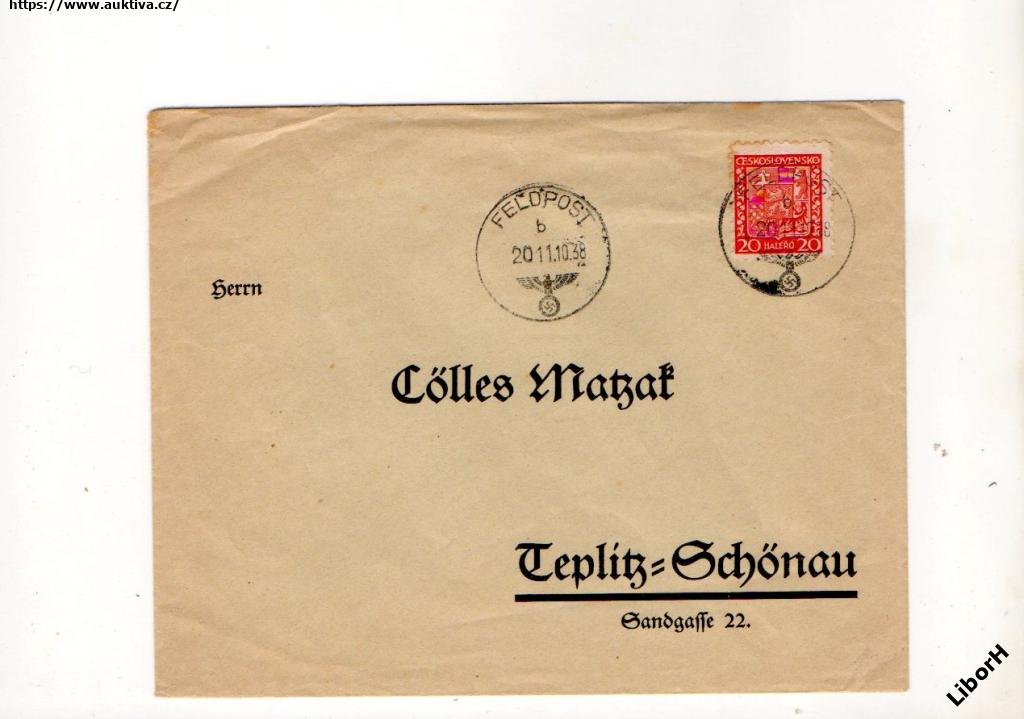 https://www.auktiva.cz/
ČESKOSLOVENSKO
20 HALÉŘŮ 20
FELDPOST
b
20 11.10.38
Herrn
Cölles Matzak
Teplitz=Schönau
Sandgasse 22.
LiborH